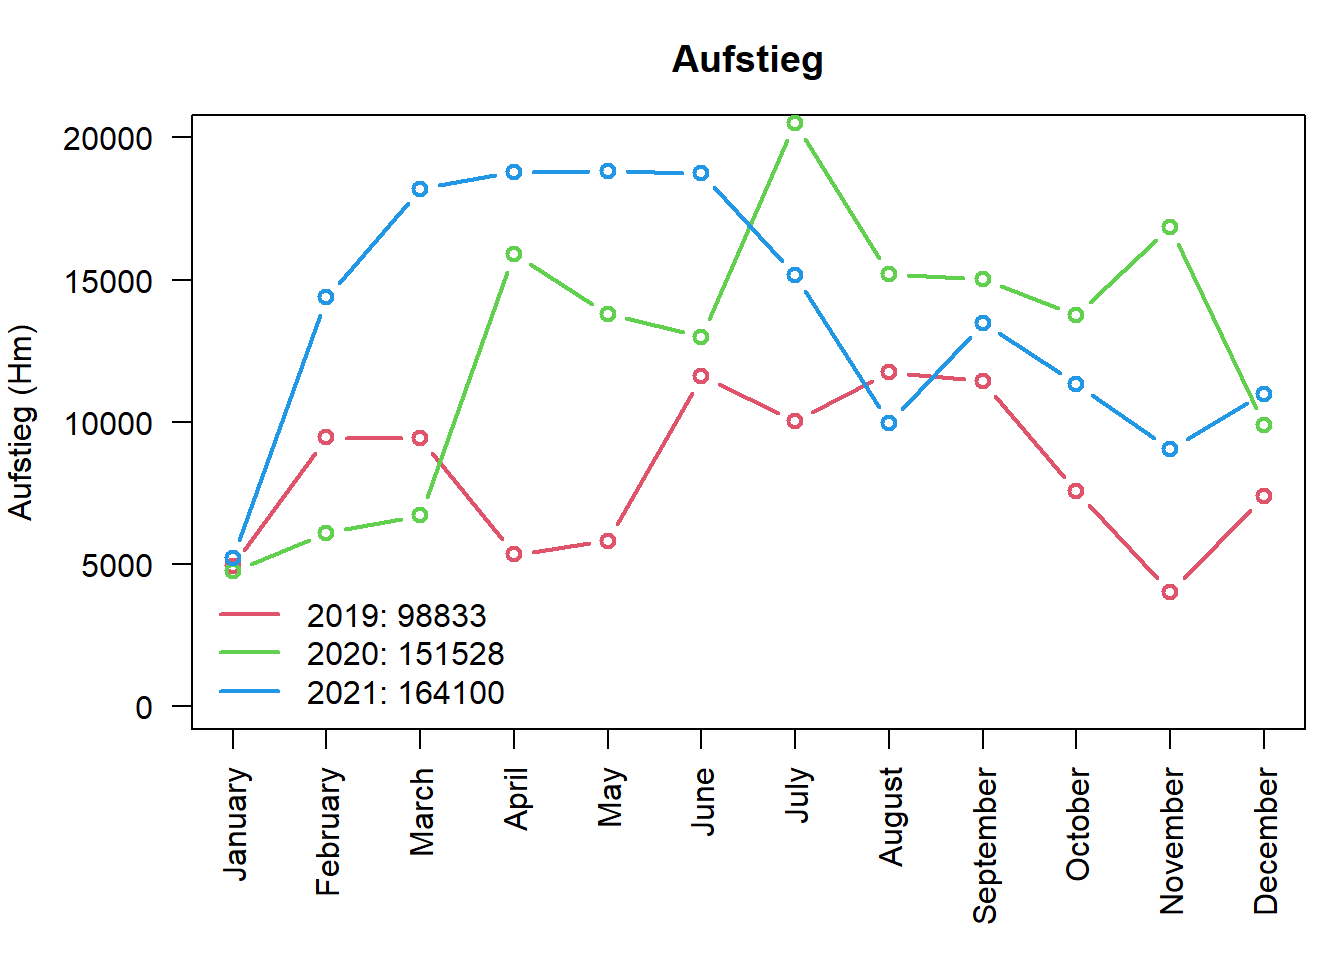 Aufstieg
Aufstieg (Hm)
20000
15000
10000
5000
0
2019: 98833
2020: 151528
2021: 164100
January
February
March
April
May
June
July
August
September
October
November
December